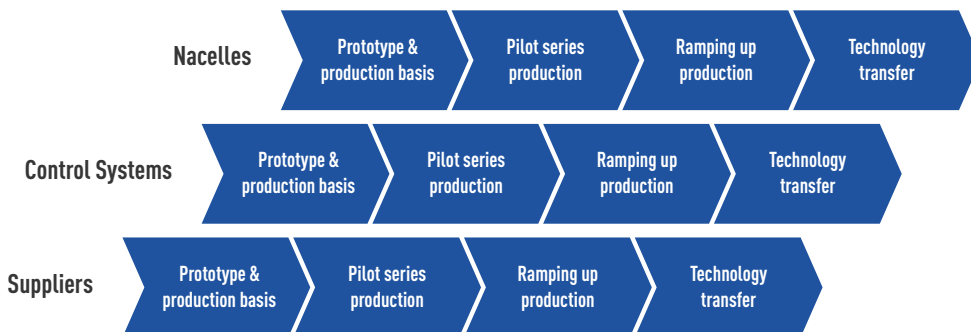 Nacelles
Prototype &
production basis
Pilot series
production
Ramping up
production
Technology
transfer
Control Systems
Prototype &
production basis
Pilot series
production
Ramping up
production
Technology
transfer
Suppliers
Prototype &
production basis
Pilot series
production
Ramping up
production
Technology
transfer